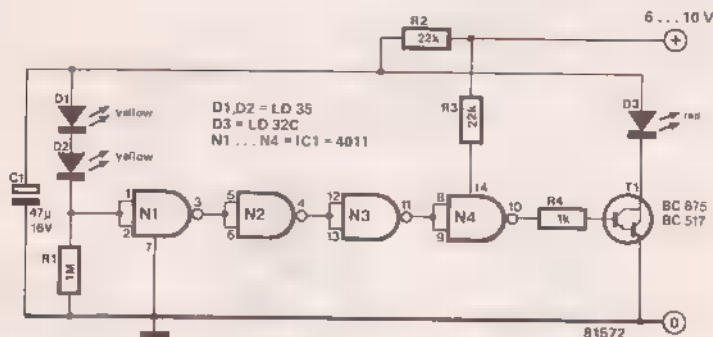 R2
22k
6 ... 10 V
+
D1
yellow
D2
yellow
D1,D2 = LD 35
D3 = LD 32C
N1 ... N4 = IC1 = 4011
R3
22k
D3
red
C1
47µ
16V
R1
1M
1
2
N1
3
7
5
6
N2
4
12
13
N3
11
8
9
N4
14
10
R4
1k
T1
BC 875
BC 517
0
81572